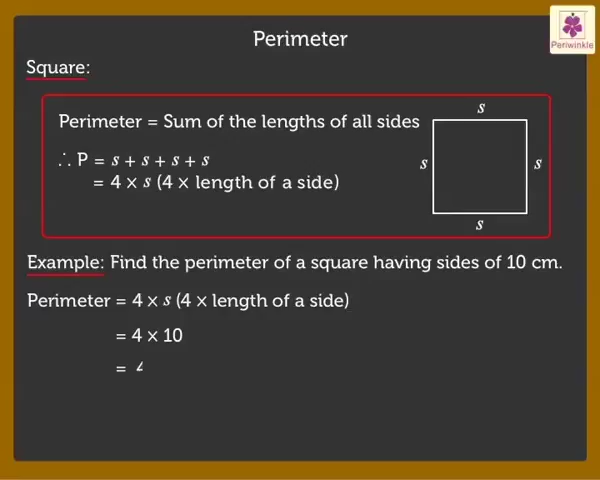 Perimeter
Periwinkle
Square:
Perimeter = Sum of the lengths of all sides
∴ P = s + s + s + s
= 4 × s (4 × length of a side)
s
s
s
s
Example: Find the perimeter of a square having sides of 10 cm.
Perimeter = 4 × s (4 × length of a side)
= 4 × 10
=